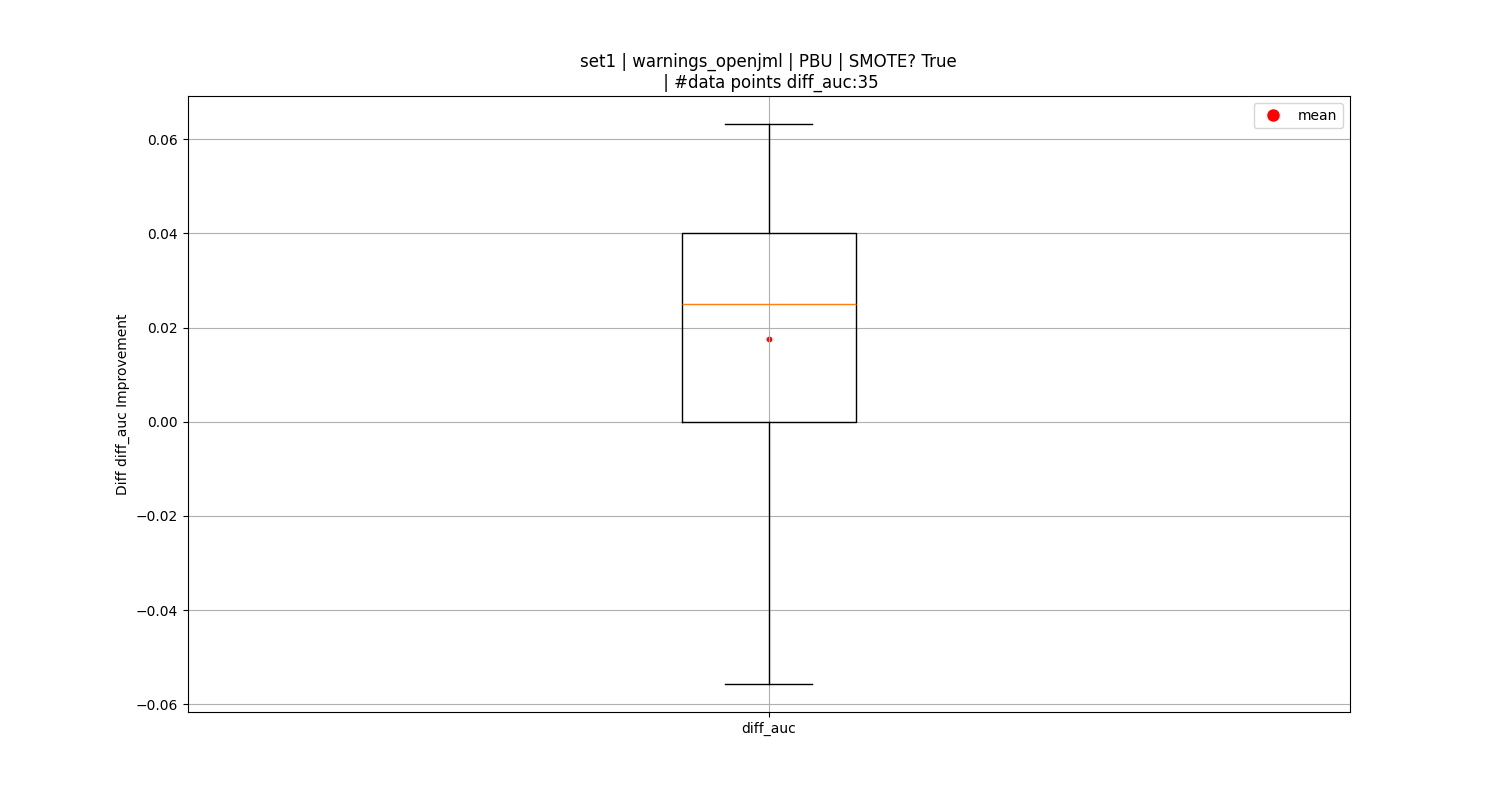 set1 | warnings_openjml | PBU | SMOTE? True
| #data points diff_auc:35
mean
0.06
0.04
0.02
0.00
−0.02
−0.04
−0.06
Diff diff_auc Improvement
diff_auc